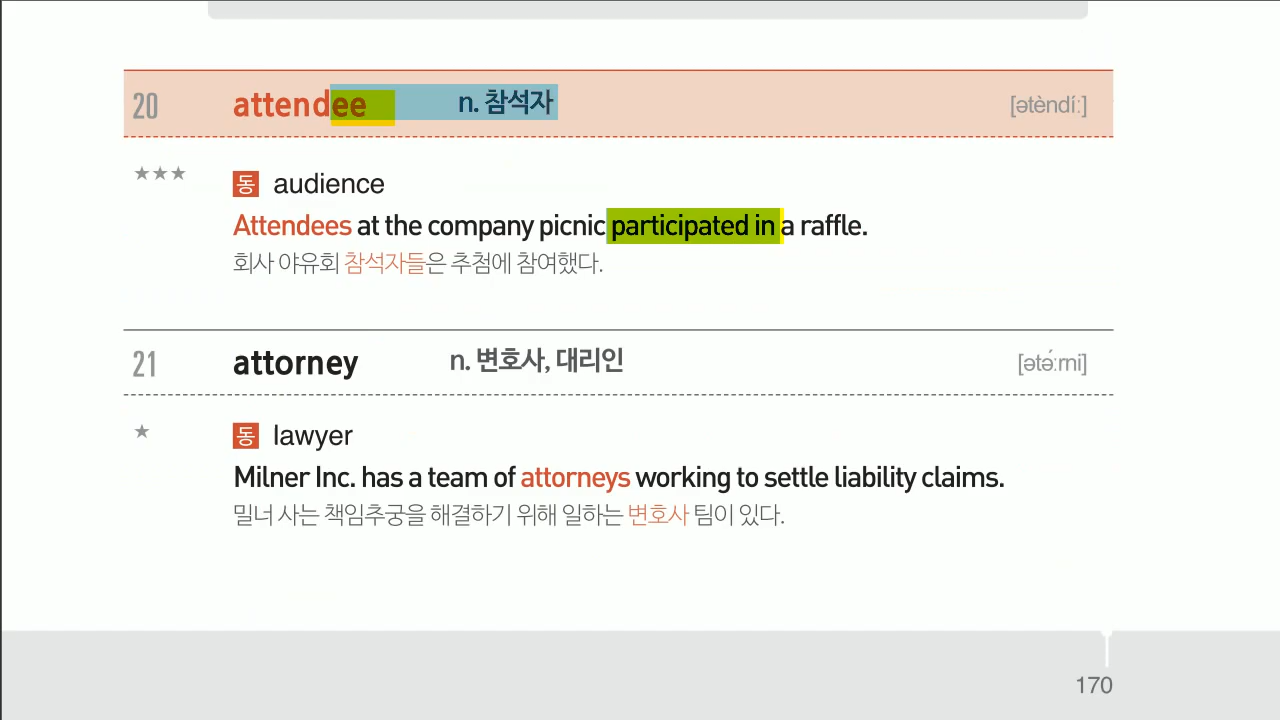 20 attendee n. 참석자 [ətèndíː]
★★★ 동 audience
Attendees at the company picnic participated in a raffle.
회사 야유회 참석자들은 추첨에 참여했다.
21 attorney n. 변호사, 대리인 [ətə́ːrni]
★ 동 lawyer
Milner Inc. has a team of attorneys working to settle liability claims.
밀너 사는 책임추궁을 해결하기 위해 일하는 변호사 팀이 있다.
170